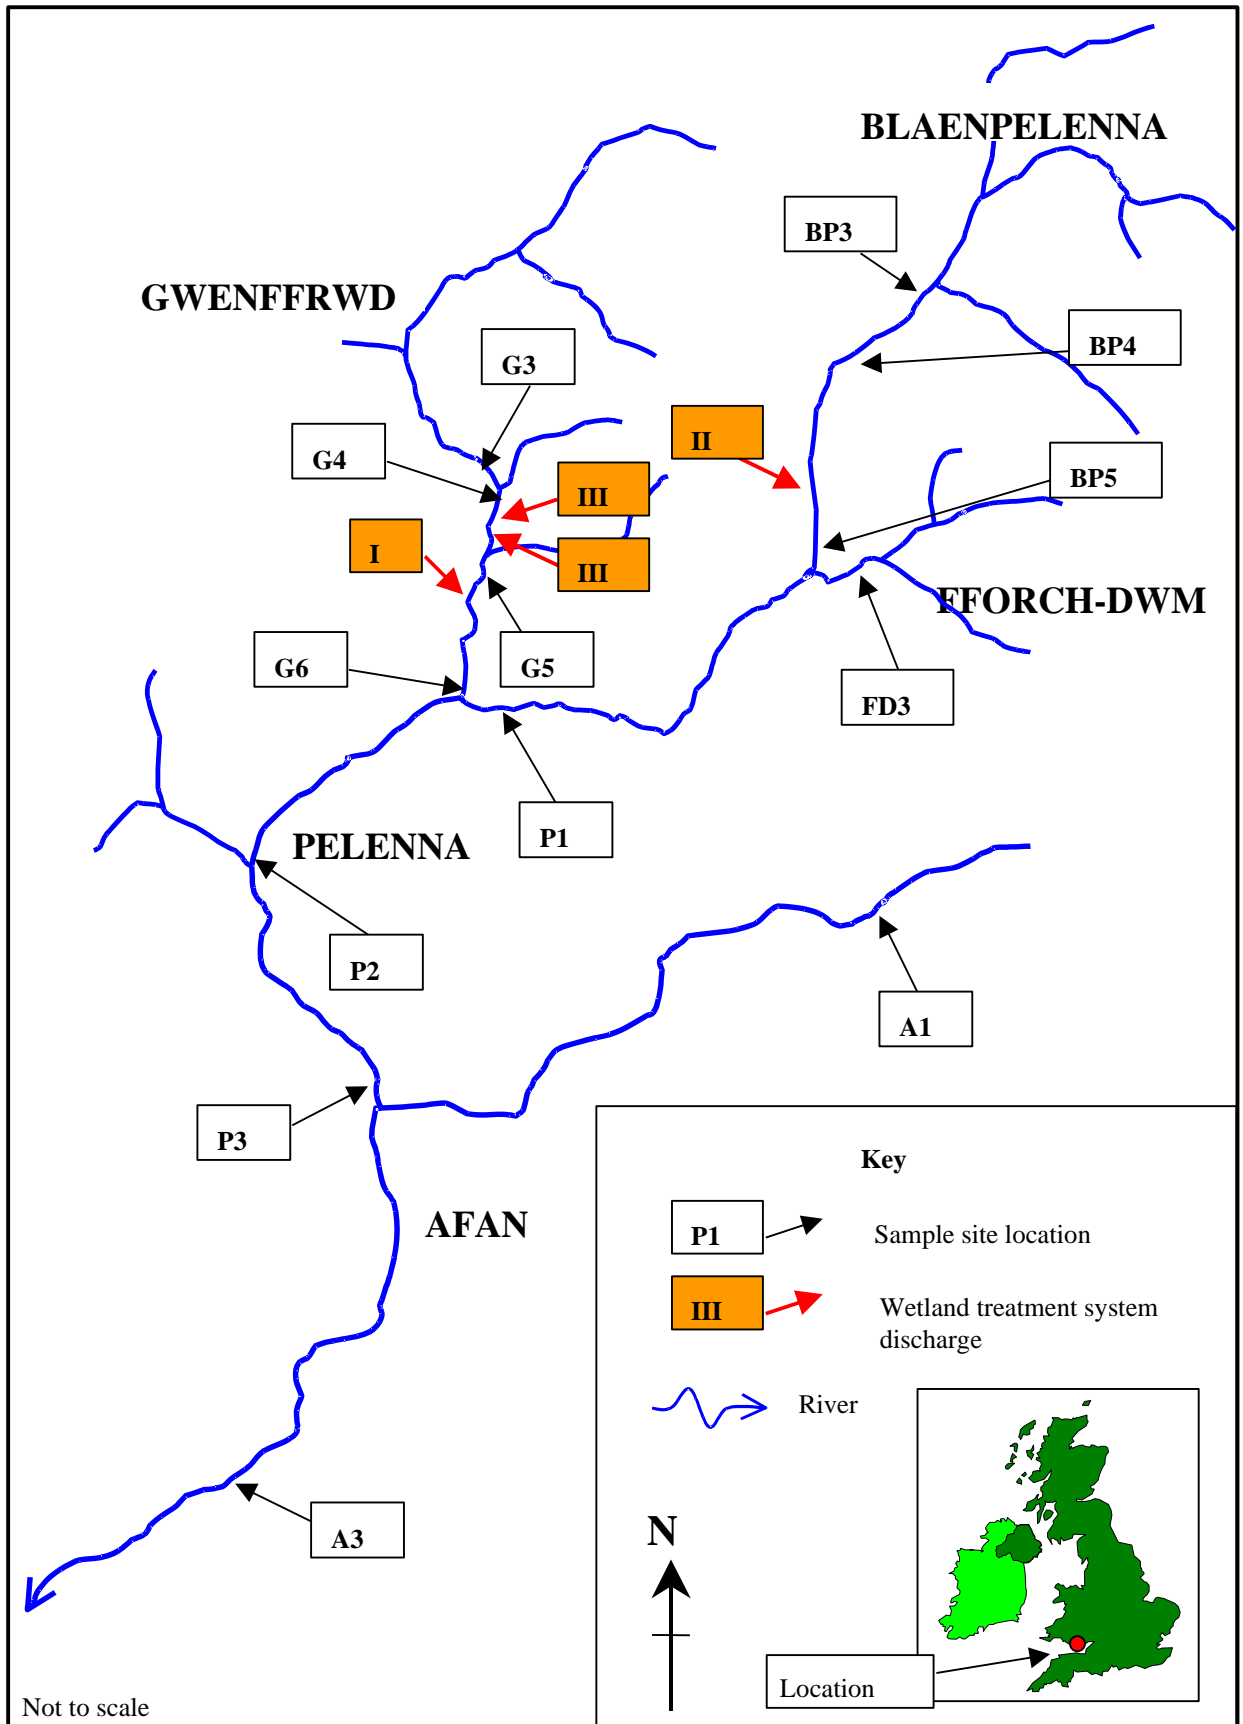 BLAENPELENNA
BP3
GWENFFRWD
BP4
G3
II
G4
BP5
III
I
III
FFORCH-DWM
G6
G5
FD3
P1
PELENNA
P2
A1
P3
Key
AFAN
P1
Sample site location
III
Wetland treatment system
discharge
River
A3
N
Location
Not to scale